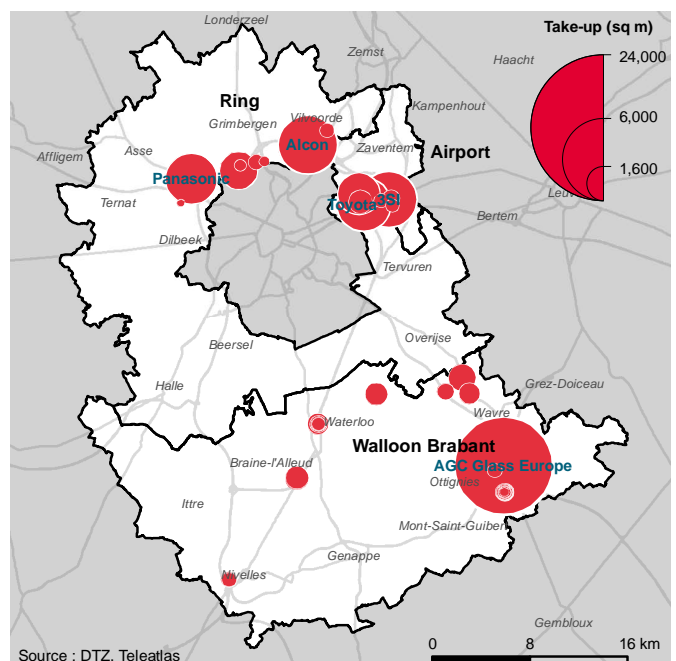 Londerzeel
Take-up (sq m)
Zemst
Haacht
24,000
Ring
Kampenhout
Vilvoorde
6,000
Grimbergen
Asse
Alcon
Zaventem
Airport
Affligem
1,600
Panasonic
Leuv
Ternat
Toyota
3SI
Bertem
Dilbeek
Tervuren
Overijse
Beersel
Halle
Grez-Doiceau
Wavre
Waterloo
Walloon Brabant
Braine-l'Alleud
AGC Glass Europe
Ottignies
Ittre
Mont-Saint-Guiber
Genappe
Nivelles
Gembloux
0 8 16 km
Source : DTZ, Teleatlas